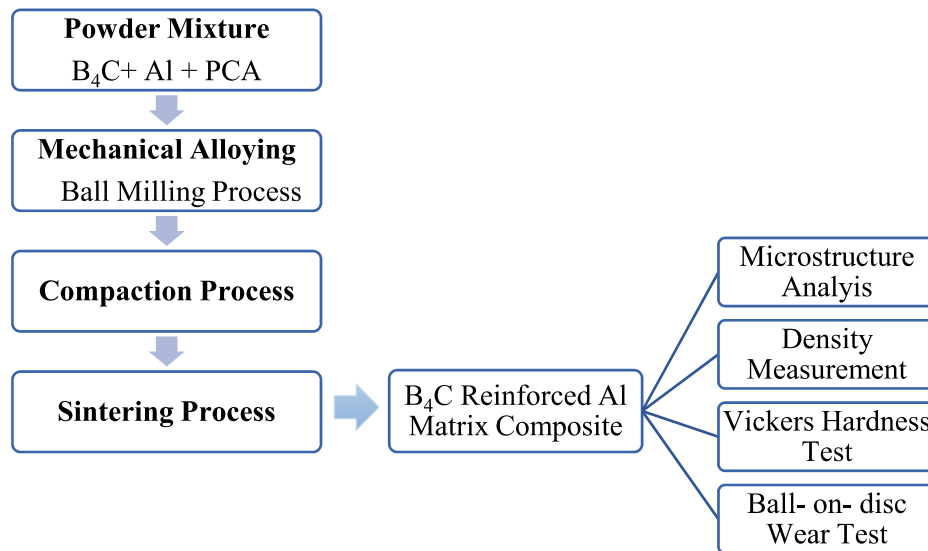 Powder Mixture
B₄C+ Al + PCA
Mechanical Alloying
Ball Milling Process
Compaction Process
Sintering Process
B₄C Reinforced Al
Matrix Composite
Microstructure
Analyis
Density
Measurement
Vickers Hardness
Test
Ball- on- disc
Wear Test